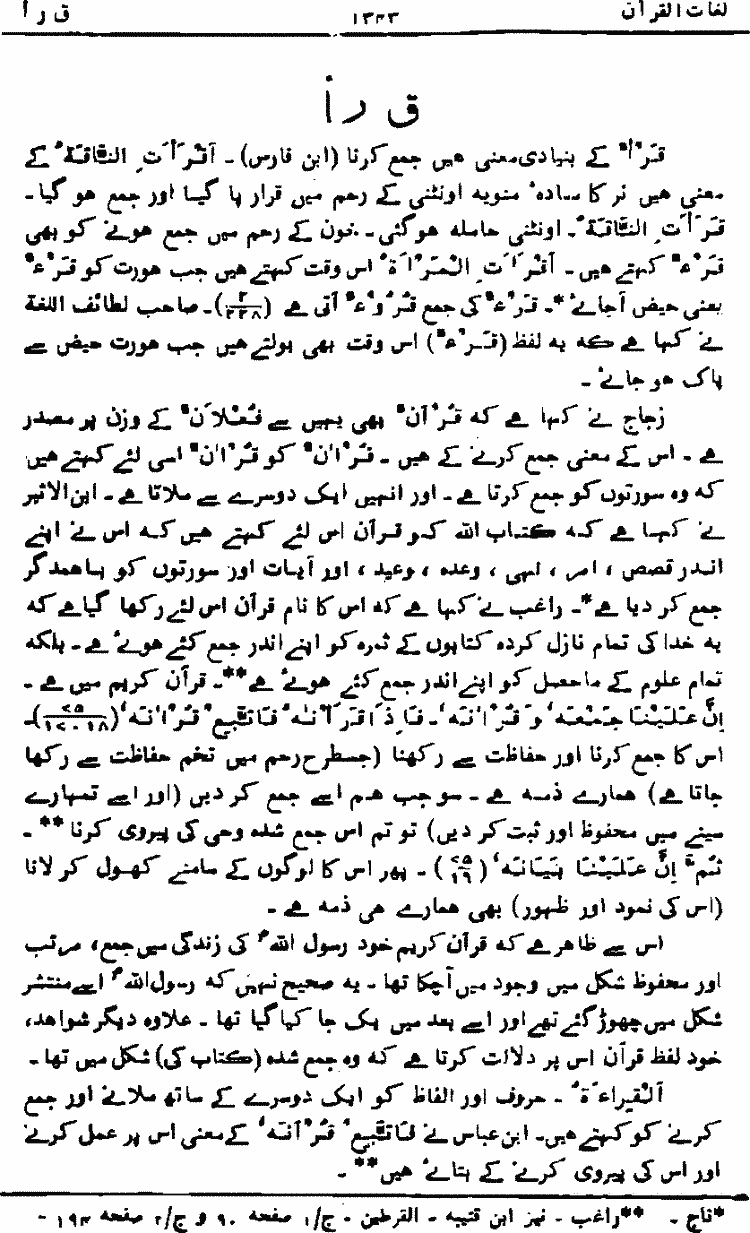 لغات القرآن ۱۳۴۳ ق ر أ
ق ر أ
قَرْأٌ کے بنیادی معنی ہیں جمع کرنا (ابن فارس) ۔ اَقْرَأَتِ النَّاقَةُ کے
معنی ہیں نر کا مادہٴ منویہ اونٹنی کے رحم میں قرار پا گیا اور جمع ہو گیا ۔
قَرَأَتِ النَّاقَةُ ۔ اونٹنی حاملہ ہوگئی ۔ خون کے رحم میں جمع ہونے کو بھی
قَرْءٌ کہتے ہیں ۔ اَقْرَاَتِ الْمَرْاَةُ اس وقت کہتے ہیں جب عورت کو قَرْءٌ
یعنی حیض آجائے* ۔ قَرْءٌ کی جمع قُرُوْءٌ آتی ہے (۲/۲۲۸) ۔ صاحب لطائف اللغة
نے کہا ہے کہ یہ لفظ (قَرْءٌ) اس وقت بھی بولتے ہیں جب عورت حیض سے
پاک ہو جائے ۔
زجاج نے کہا ہے کہ قُرْآنٌ بھی یہیں سے فُعْلَانٌ کے وزن پر مصدر
ہے ۔ اس کے معنی جمع کرنے کے ہیں ۔ قُرْاٰنٌ کو قُرْاٰنٌ اسی لئے کہتے ہیں
کہ وہ سورتوں کو جمع کرتا ہے ۔ اور انہیں ایک دوسرے سے ملاتا ہے ۔ ابن الاثیر
نے کہا ہے کہ کتاب اللہ کو قرآن اس لئے کہتے ہیں کہ اس نے اپنے
اندر قصص ، امر ، نہی ، وعدہ ، وعید ، اور آیات اور سورتوں کو باہمدگر
جمع کر دیا ہے* ۔ راغب نے کہا ہے کہ اس کا نام قرآن اس لئے رکھا گیا ہے کہ
یہ خدا کی تمام نازل کردہ کتابوں کے ثمرہ کو اپنے اندر جمع کئے ہوئے ہے ۔ بلکہ
تمام علوم کے ماحصل کو اپنے اندر جمع کئے ہوئے ہے** ۔ قرآن کریم میں ہے ۔
اِنَّ عَلَيْنَا جَمْعَهٗ وَ قُرْاٰنَهٗ ۔ فَاِذَا قَرَاْنٰهُ فَاتَّبِعْ قُرْاٰنَهٗ (۷۵/۱۷-۱۸) ۔
اس کا جمع کرنا اور حفاظت سے رکھنا (جسطرح رحم میں تخم حفاظت سے رکھا
جاتا ہے) ہمارے ذمہ ہے ۔ سو جب ہم اسے جمع کر دیں (اور اسے تمہارے
سینے میں محفوظ اور ثبت کر دیں) تو تم اس جمع شدہ وحی کی پیروی کرنا** ۔
ثُمَّ اِنَّ عَلَيْنَا بَيَانَهٗ (۷۵/۱۹) ۔ پھر اس کا لوگوں کے سامنے کھول کر لانا
(اس کی نمود اور ظہور) بھی ہمارے ہی ذمہ ہے ۔
اس سے ظاہر ہے کہ قرآن کریم خود رسول اللہؐ کی زندگی میں جمع، مرتب
اور محفوظ شکل میں وجود میں آچکا تھا ۔ یہ صحیح نہیں کہ رسول اللہؐ اسے منتشر
شکل میں چھوڑ گئے تھے اور اسے بعد میں یک جا کیا گیا تھا ۔ علاوہ دیگر شواهد،
خود لفظ قرآن اس پر دلالت کرتا ہے کہ وہ جمع شدہ (کتاب کی) شکل میں تھا ۔
اَلْقِرَاءَةُ ۔ حروف اور الفاظ کو ایک دوسرے کے ساتھ ملانے اور جمع
کرنے کو کہتے ہیں ۔ ابن عباس نے فَاتَّبِعْ قُرْآنَهٗ کے معنی اس پر عمل کرنے
اور اس کی پیروی کرنے کے بتائے ہیں** ۔
*تاج ۔ **راغب ۔ نیز ابن قتیبہ ۔ القرطین ۔ ج/۱ صفحہ ۹۰ و ج/۲ صفحہ ۱۹۴ ۔